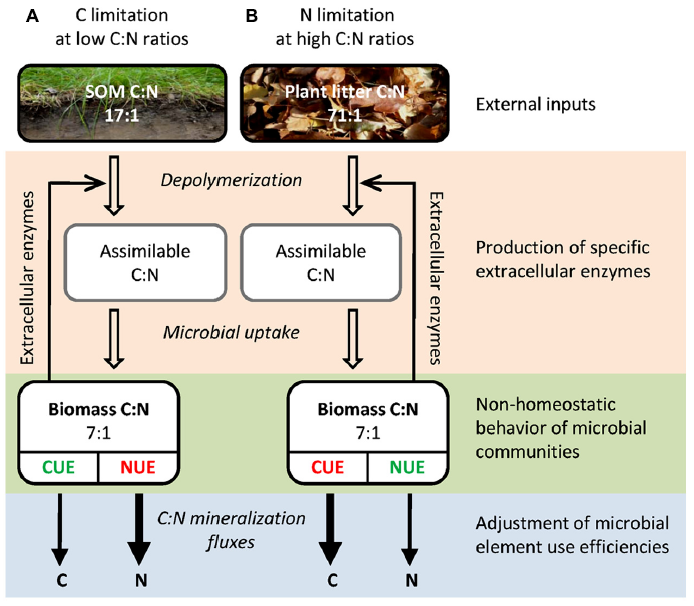 A
C limitation
at low C:N ratios
B
N limitation
at high C:N ratios
SOM C:N
17:1
Plant litter C:N
71:1
External inputs
Depolymerization
Extracellular enzymes
Extracellular enzymes
Assimilable
C:N
Assimilable
C:N
Production of specific
extracellular enzymes
Microbial uptake
Biomass C:N
7:1
CUE NUE
Biomass C:N
7:1
CUE NUE
Non-homeostatic
behavior of microbial
communities
C:N mineralization
fluxes
C N
C N
Adjustment of microbial
element use efficiencies